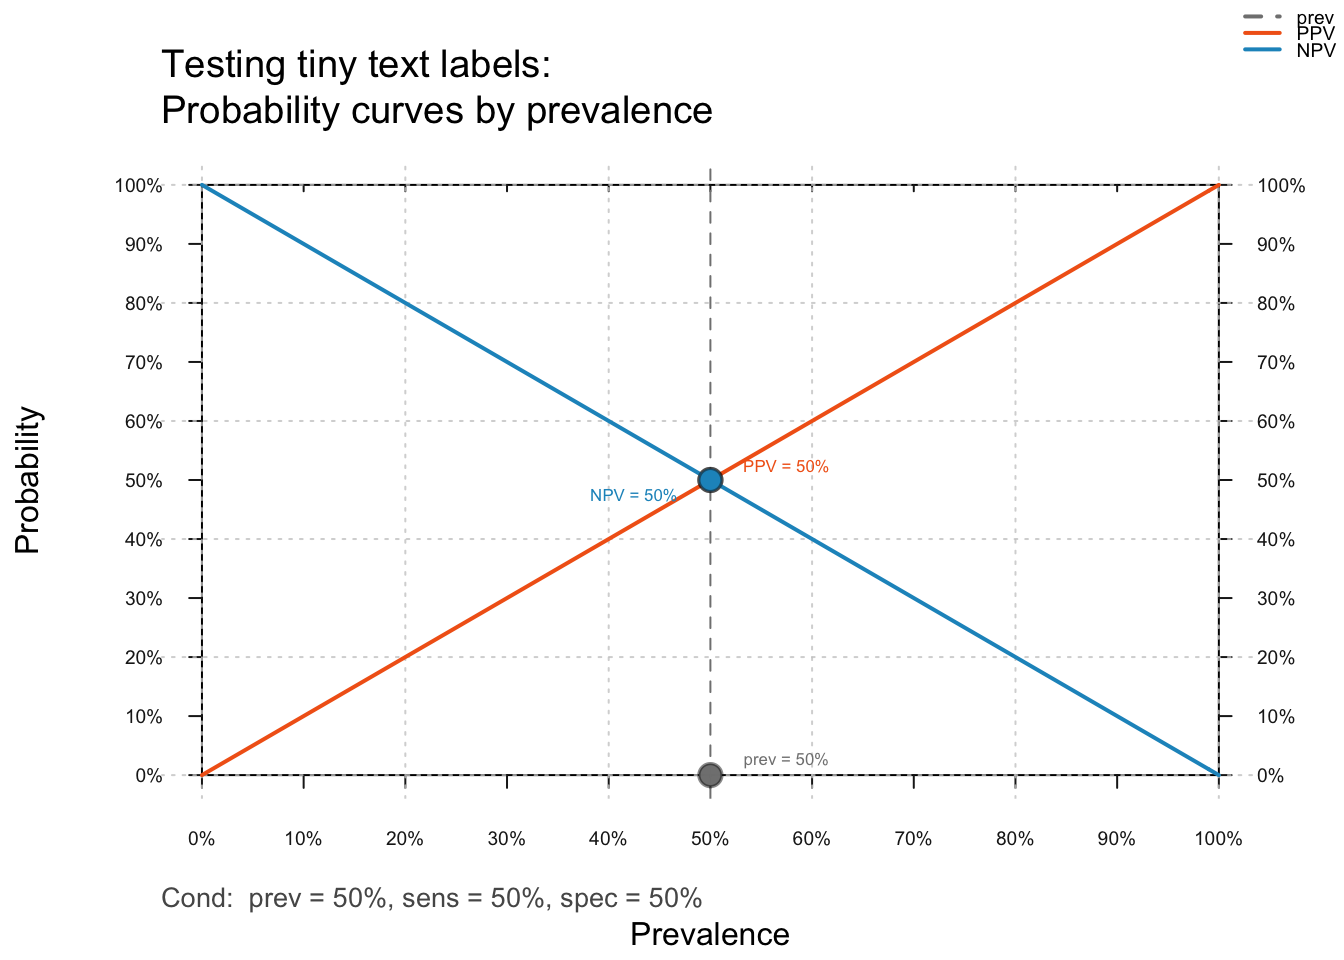 prev
PPV
NPV
Testing tiny text labels:
Probability curves by prevalence
100% 100%
90% 90%
80% 80%
70% 70%
60% 60%
PPV = 50%
50% 50%
NPV = 50%
40% 40%
30% 30%
20% 20%
10% 10%
prev = 50%
0% 0%
0% 10% 20% 30% 40% 50% 60% 70% 80% 90% 100%
Probability
Cond:  prev = 50%, sens = 50%, spec = 50%
Prevalence